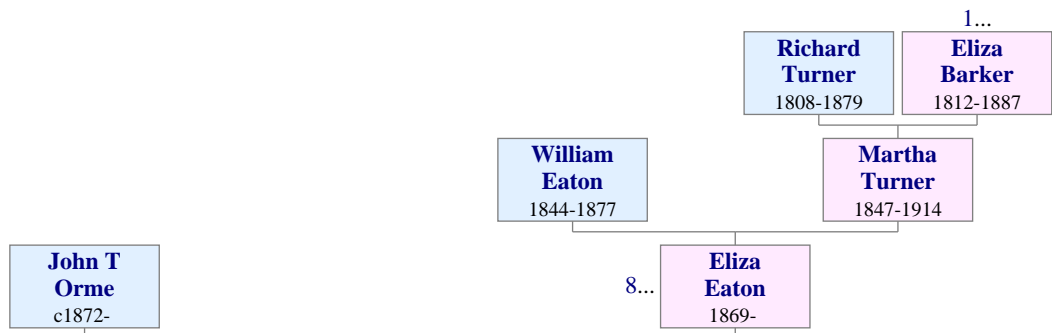 1...
Richard
Turner
1808-1879
Eliza
Barker
1812-1887
William
Eaton
1844-1877
Martha
Turner
1847-1914
John T
Orme
c1872-
8...
Eliza
Eaton
1869-